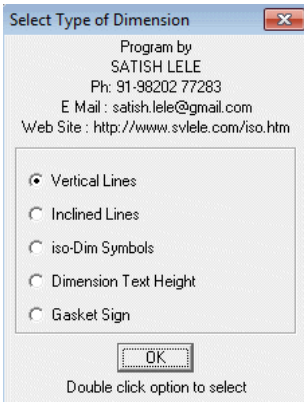 Select Type of Dimension
Program by
SATISH LELE
Ph: 91-98202 77283
E Mail : satish.lele@gmail.com
Web Site : http://www.svlele.com/iso.htm
Vertical Lines
Inclined Lines
iso-Dim Symbols
Dimension Text Height
Gasket Sign
OK
Double click option to select